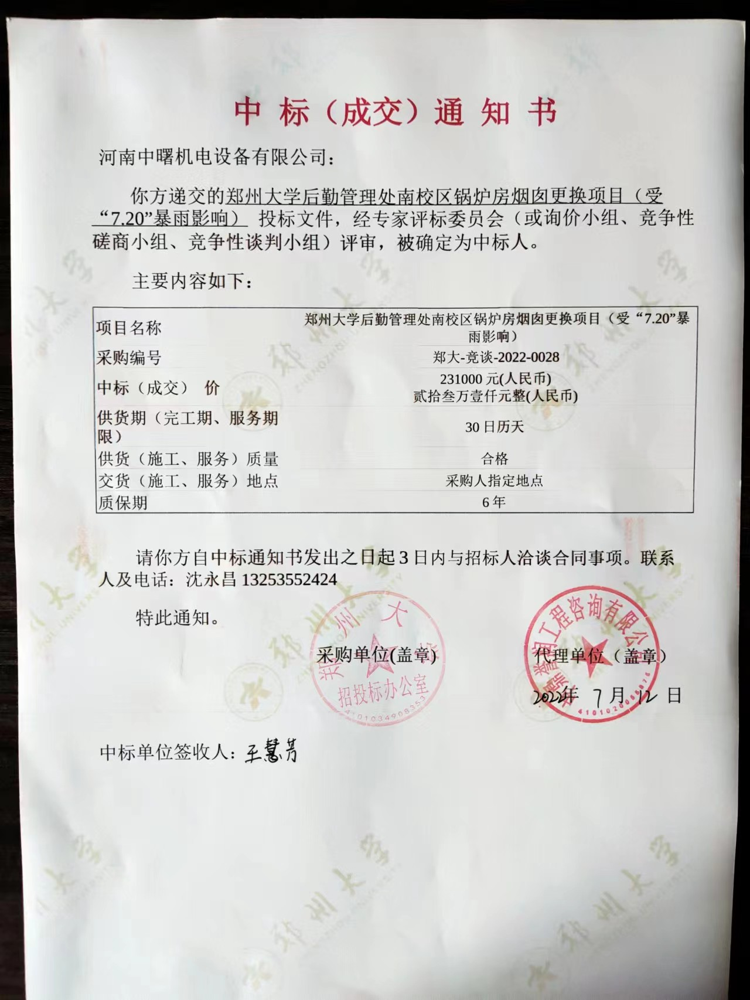 中标（成交）通知书
河南中曙机电设备有限公司：
你方递交的郑州大学后勤管理处南校区锅炉房烟囱更换项目（受
“7.20”暴雨影响） 投标文件，经专家评标委员会（或询价小组、竞争性
磋商小组、竞争性谈判小组）评审，被确定为中标人。
主要内容如下：
项目名称
郑州大学后勤管理处南校区锅炉房烟囱更换项目（受“7.20”暴
雨影响）
采购编号
郑大-竞谈-2022-0028
中标（成交） 价
231000 元(人民币)
贰拾叁万壹仟元整(人民币)
供货期（完工期、服务期
限）
30 日历天
供货（施工、服务）质量
合格
交货（施工、服务）地点
采购人指定地点
质保期
6 年
请你方自中标通知书发出之日起 3 日内与招标人洽谈合同事项。联系
人及电话：沈永昌 13253552424
特此通知。
采购单位(盖章)
代理单位（盖章）
2022年 7 月 12 日
郑州大学
招投标办公室
4101034908353
工程咨询有限公司
中标单位签收人：王慧芳
郑州大学
ZHENGZHOU UNIVERSITY